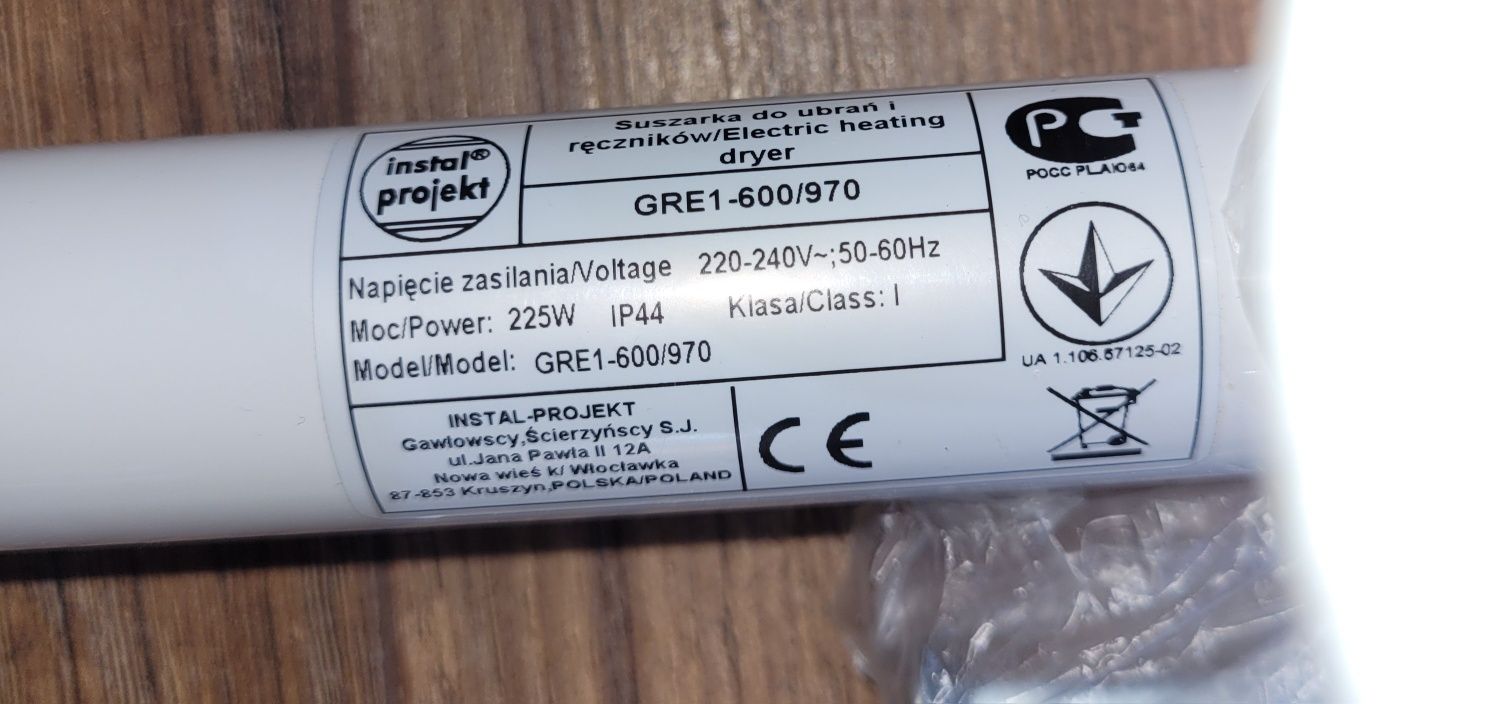 instal®
projekt
Suszarka do ubrań i
ręczników/Electric heating
dryer
GRE1-600/970
Napięcie zasilania/Voltage 220-240V~;50-60Hz
Moc/Power: 225W IP44 Klasa/Class: I
Model/Model: GRE1-600/970
INSTAL-PROJEKT
Gawłowscy,Ścierzyńscy S.J.
ul.Jana Pawła II 12A
Nowa wieś k/ Włocławka
87-853 Kruszyn,POLSKA/POLAND
CE
PCT
POCC PL.
UA 1.106.67125-02